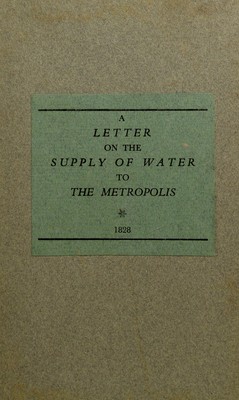 A
LETTER
ON THE
SUPPLY OF WATER
TO
THE METROPOLIS
1828